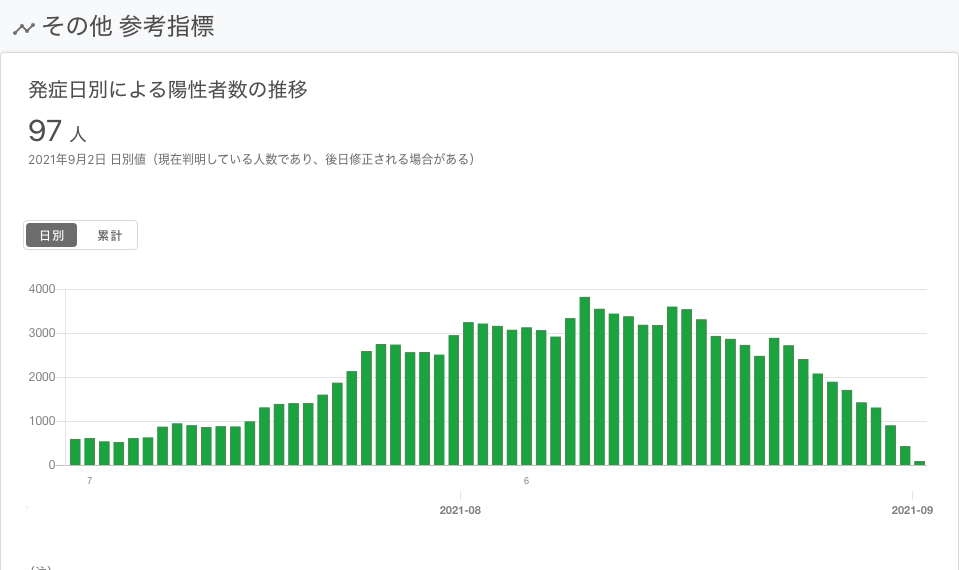 その他 参考指標
発症日別による陽性者数の推移
97 人
2021年9月2日 日別値（現在判明している人数であり、後日修正される場合がある）
日別 累計
4000
3000
2000
1000
0
7 6
2021-08 2021-09